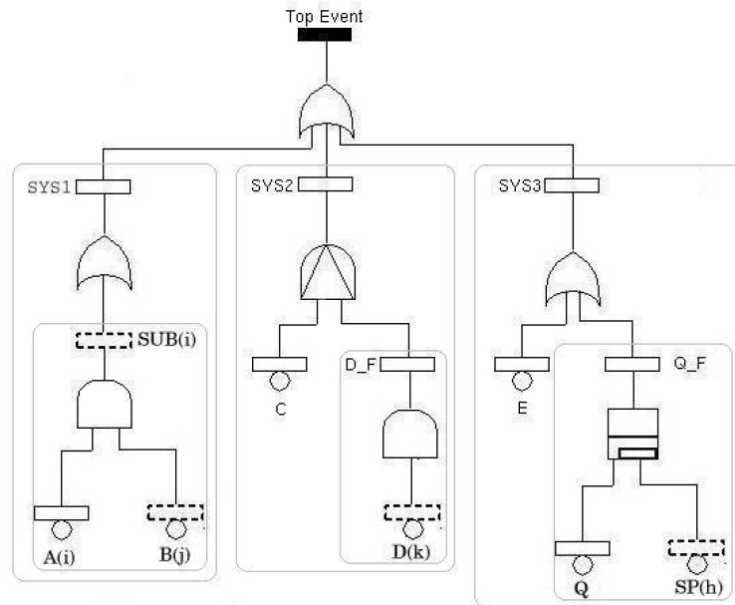 Top Event
SYS1
SYS2
SYS3
SUB(i)
D_F
Q_F
C
E
A(i)
B(j)
D(k)
Q
SP(h)